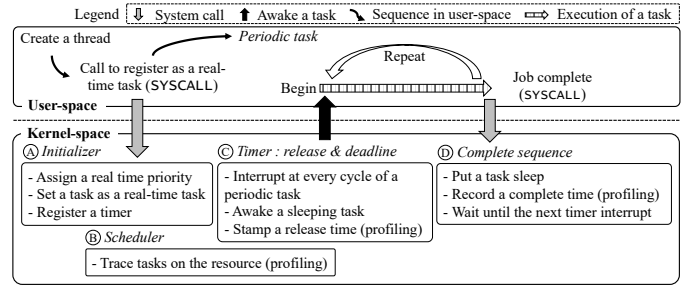 Legend System call Awake a task Sequence in user-space Execution of a task
Create a thread
Periodic task
Call to register as a real-
time task (SYSCALL)
Repeat
Begin
Job complete
(SYSCALL)
User-space
Kernel-space
Ⓐ Initializer
- Assign a real time priority
- Set a task as a real-time task
- Register a timer
Ⓑ Scheduler
- Trace tasks on the resource (profiling)
Ⓒ Timer : release & deadline
- Interrupt at every cycle of a
periodic task
- Awake a sleeping task
- Stamp a release time (profiling)
Ⓓ Complete sequence
- Put a task sleep
- Record a complete time (profiling)
- Wait until the next timer interrupt